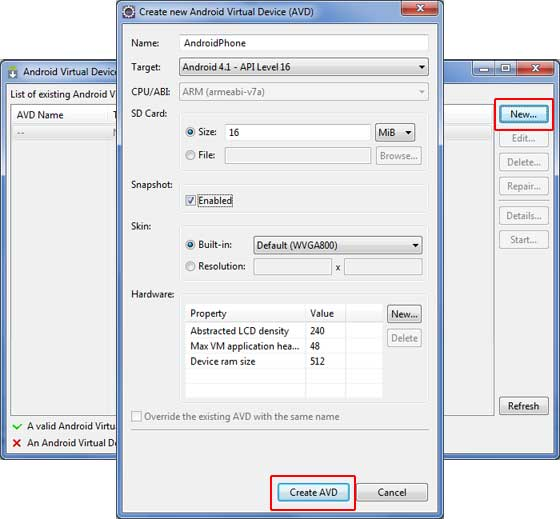 Create new Android Virtual Device (AVD)
Name: AndroidPhone
Target: Android 4.1 - API Level 16
CPU/ABI: ARM (armeabi-v7a)
SD Card:
Size: 16 MiB
File: Browse...
Snapshot:
Enabled
Skin:
Built-in: Default (WVGA800)
Resolution: x
Hardware:
Property Value New...
Abstracted LCD density 240 Delete
Max VM application hea... 48
Device ram size 512
Override the existing AVD with the same name
Create AVD Cancel
Android Virtual Device
List of existing Android V
AVD Name T
--
New...
Edit...
Delete...
Repair...
Details...
Start...
Refresh
A valid Android Virtu
An Android Virtual De